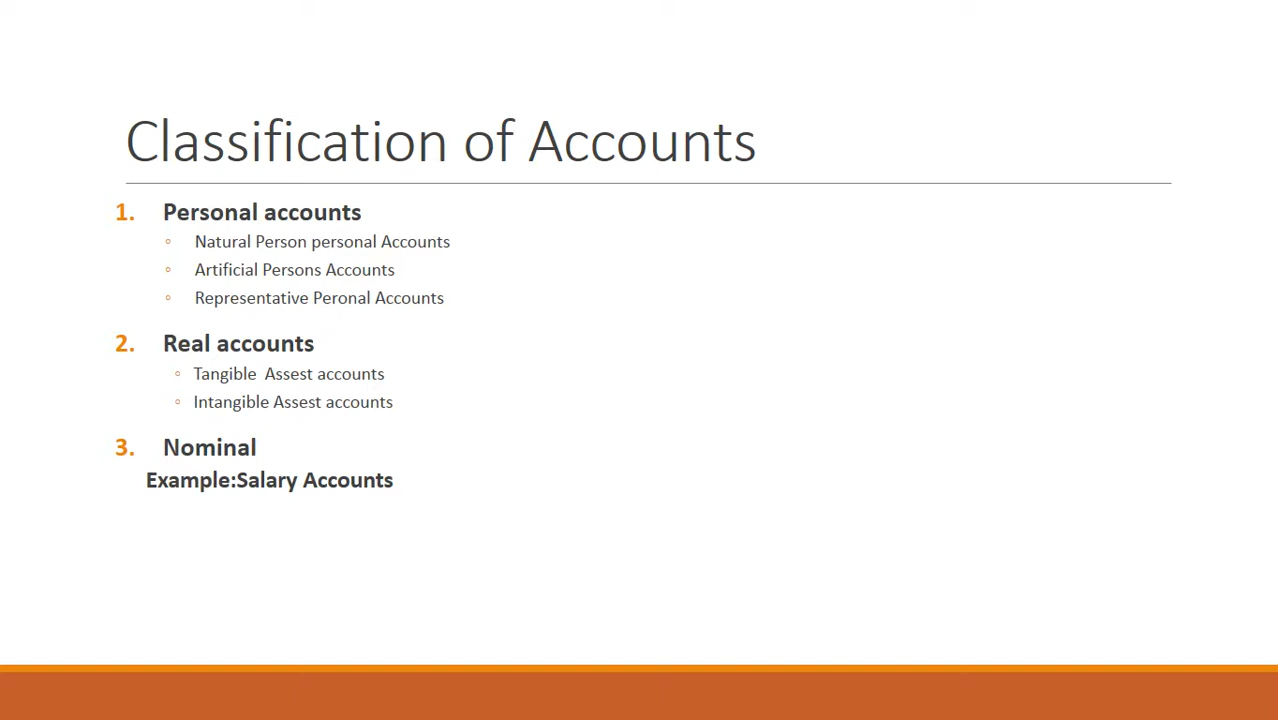 Classification of Accounts
1. Personal accounts
◦ Natural Person personal Accounts
◦ Artificial Persons Accounts
◦ Representative Peronal Accounts
2. Real accounts
◦ Tangible  Assest accounts
◦ Intangible Assest accounts
3. Nominal
Example:Salary Accounts